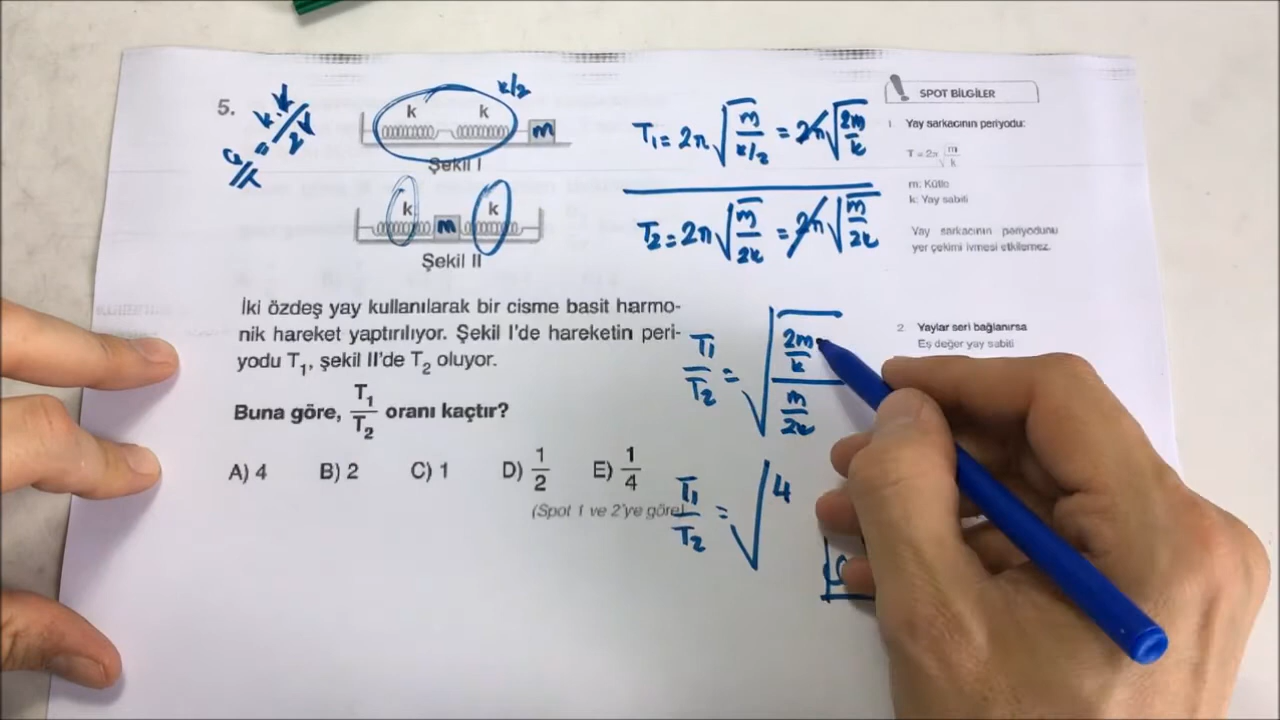 5.
k/2
k k m
Şekil I
k k
m
Şekil II
k.k
2k
T₁ = 2π √(m/(k/2)) = 2π √(2m/k)
T₂ = 2π √(m/2k) = 2π √(m/2k)
İki özdeş yay kullanılarak bir cisme basit harmo-
nik hareket yaptırılıyor. Şekil I'de hareketin peri-
yodu T₁, şekil II'de T₂ oluyor.
Buna göre, T₁/T₂ oranı kaçtır?
A) 4 B) 2 C) 1 D) 1/2 E) 1/4
(Spot 1 ve 2'ye göre)
T₁/T₂ = √((2m/k)/(m/2k))
T₁/T₂ = √4
SPOT BİLGİLER
1. Yay sarkacının periyodu:
T = 2π √(m/k)
m: Kütle
k: Yay sabiti
Yay sarkacının periyodunu
yer çekimi ivmesi etkilemez.
2. Yaylar seri bağlanırsa
Eş değer yay sabiti